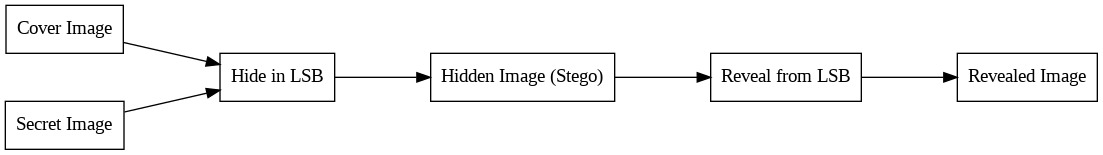 Cover Image
Secret Image
Hide in LSB
Hidden Image (Stego)
Reveal from LSB
Revealed Image